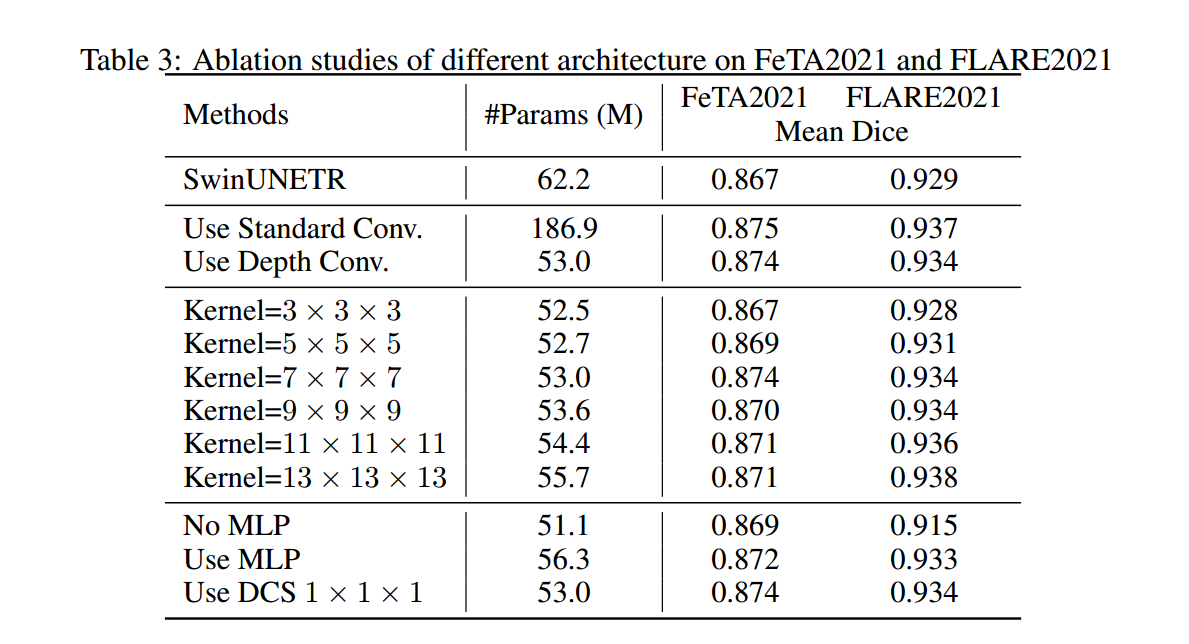 Table 3: Ablation studies of different architecture on FeTA2021 and FLARE2021
Methods #Params (M) FeTA2021 FLARE2021
Mean Dice
SwinUNETR 62.2 0.867 0.929
Use Standard Conv. 186.9 0.875 0.937
Use Depth Conv. 53.0 0.874 0.934
Kernel=3 × 3 × 3 52.5 0.867 0.928
Kernel=5 × 5 × 5 52.7 0.869 0.931
Kernel=7 × 7 × 7 53.0 0.874 0.934
Kernel=9 × 9 × 9 53.6 0.870 0.934
Kernel=11 × 11 × 11 54.4 0.871 0.936
Kernel=13 × 13 × 13 55.7 0.871 0.938
No MLP 51.1 0.869 0.915
Use MLP 56.3 0.872 0.933
Use DCS 1 × 1 × 1 53.0 0.874 0.934